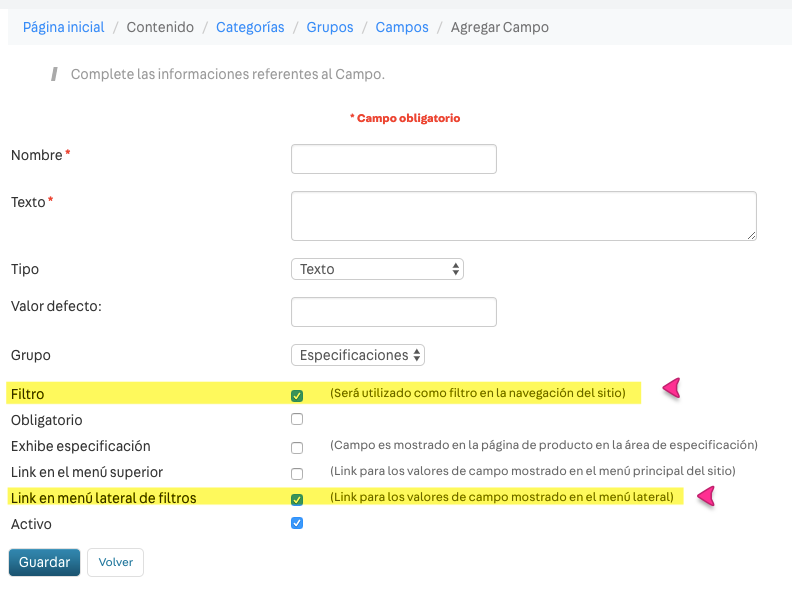 Página inicial / Contenido / Categorías / Grupos / Campos / Agregar Campo
Complete las informaciones referentes al Campo.
* Campo obligatorio
Nombre *
Texto *
Tipo Texto
Valor defecto:
Grupo Especificaciones
Filtro (Será utilizado como filtro en la navegación del sitio)
Obligatorio
Exhibe especificación (Campo es mostrado en la página de producto en la área de especificación)
Link en el menú superior (Link para los valores de campo mostrado en el menú principal del sitio)
Link en menú lateral de filtros (Link para los valores de campo mostrado en el menú lateral)
Activo
Guardar Volver